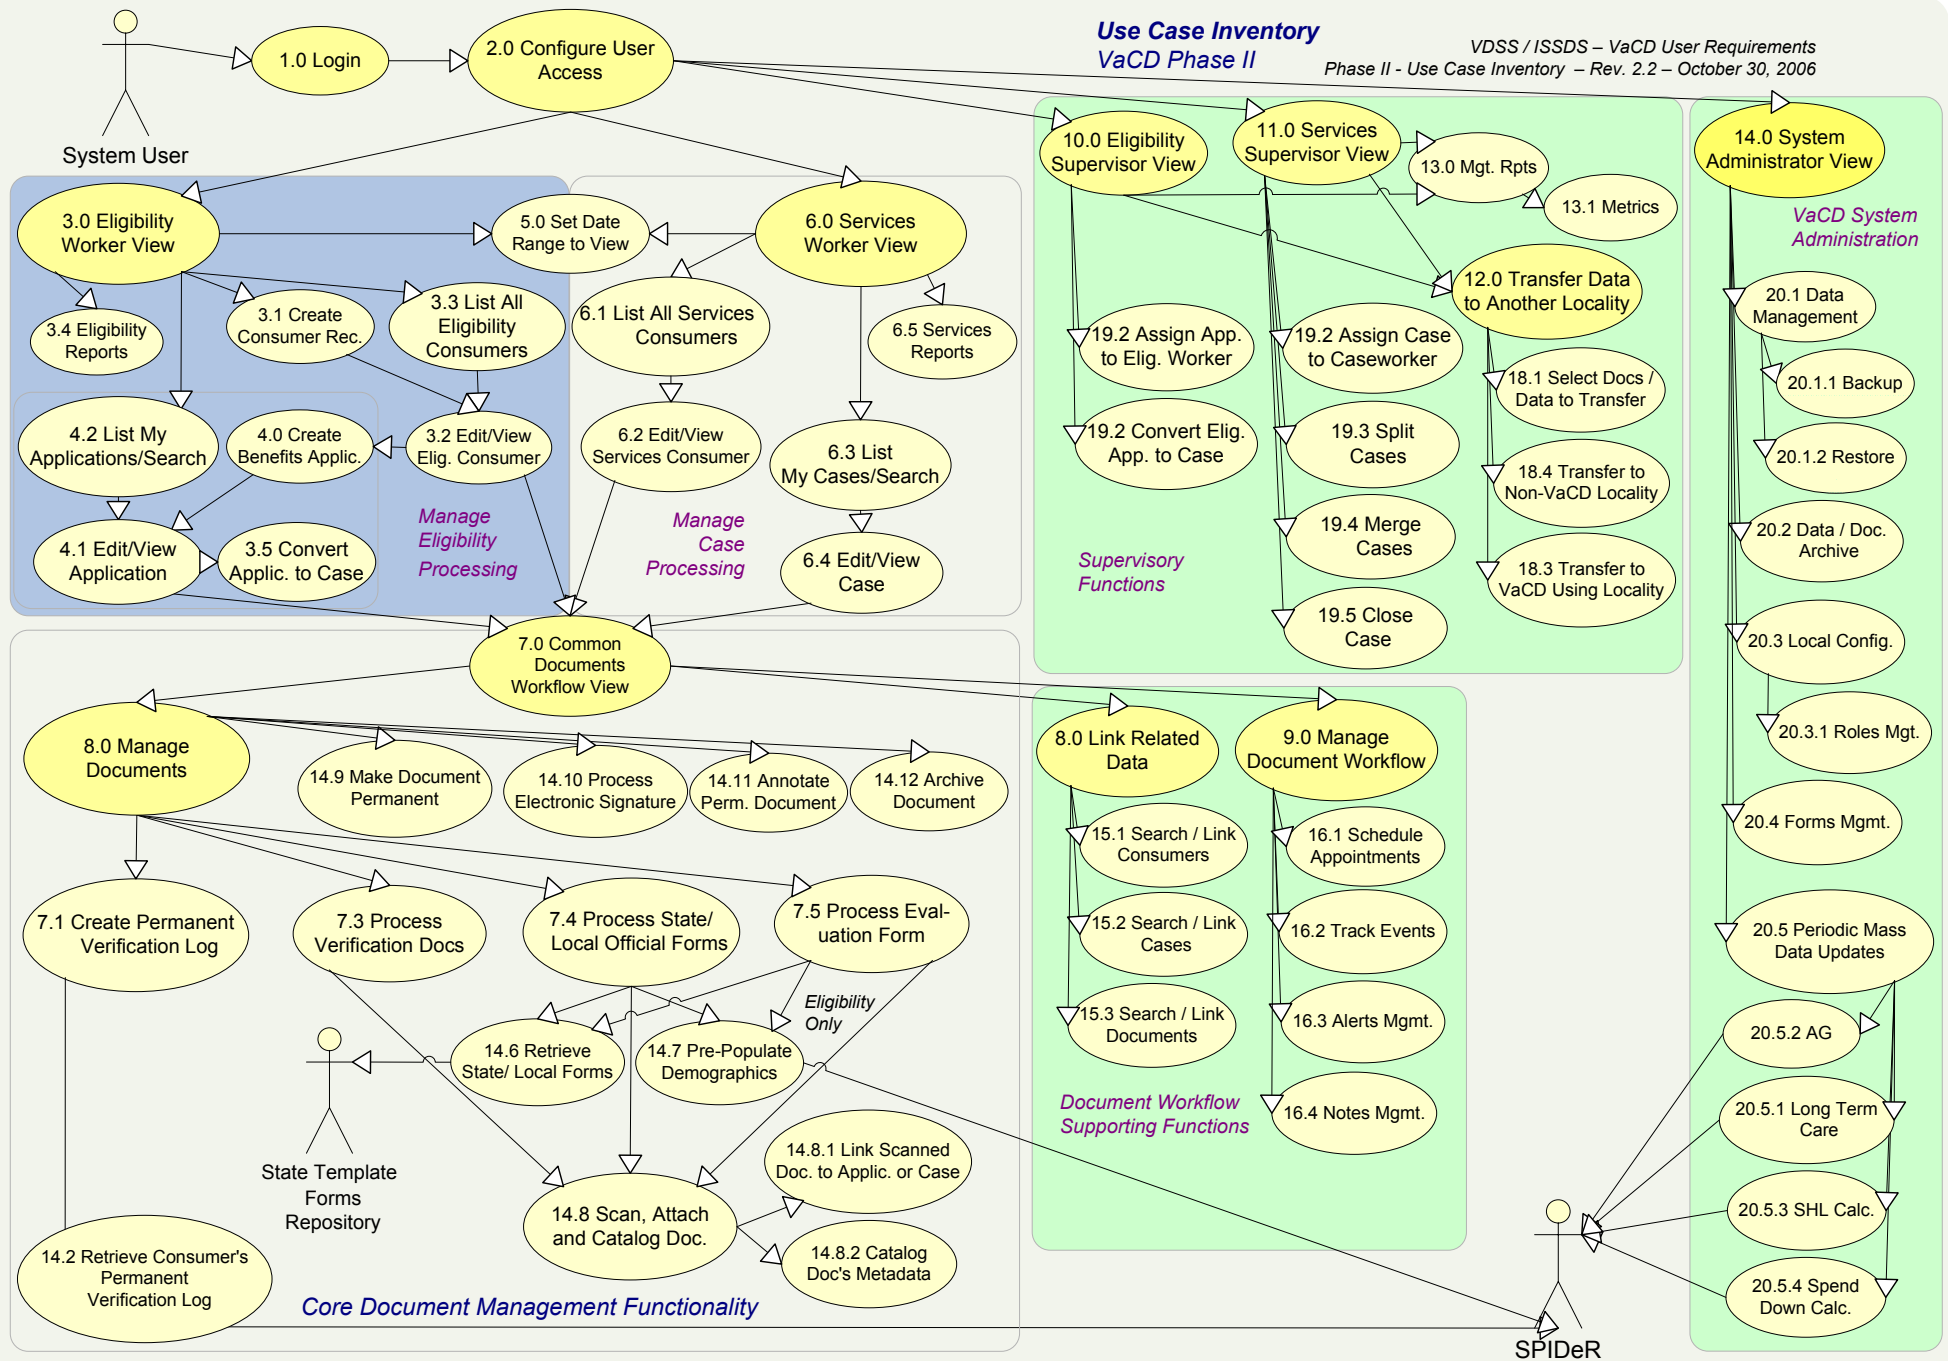 Use Case Inventory
VaCD Phase II
VDSS / ISSDS – VaCD User Requirements
Phase II - Use Case Inventory – Rev. 2.2 – October 30, 2006
System User
1.0 Login
2.0 Configure User
Access
3.0 Eligibility
Worker View
5.0 Set Date
Range to View
6.0 Services
Worker View
3.4 Eligibility
Reports
3.1 Create
Consumer Rec.
3.3 List All
Eligibility
Consumers
6.1 List All Services
Consumers
6.5 Services
Reports
4.2 List My
Applications/Search
4.0 Create
Benefits Applic.
3.2 Edit/View
Elig. Consumer
6.2 Edit/View
Services Consumer
6.3 List
My Cases/Search
4.1 Edit/View
Application
3.5 Convert
Applic. to Case
Manage
Eligibility
Processing
Manage
Case
Processing
6.4 Edit/View
Case
10.0 Eligibility
Supervisor View
11.0 Services
Supervisor View
13.0 Mgt. Rpts
13.1 Metrics
12.0 Transfer Data
to Another Locality
19.2 Assign App.
to Elig. Worker
19.2 Assign Case
to Caseworker
18.1 Select Docs /
Data to Transfer
19.2 Convert Elig.
App. to Case
19.3 Split
Cases
18.4 Transfer to
Non-VaCD Locality
19.4 Merge
Cases
18.3 Transfer to
VaCD Using Locality
19.5 Close
Case
Supervisory
Functions
14.0 System
Administrator View
VaCD System
Administration
20.1 Data
Management
20.1.1 Backup
20.1.2 Restore
20.2 Data / Doc.
Archive
20.3 Local Config.
20.3.1 Roles Mgt.
20.4 Forms Mgmt.
20.5 Periodic Mass
Data Updates
20.5.2 AG
20.5.1 Long Term
Care
20.5.3 SHL Calc.
20.5.4 Spend
Down Calc.
7.0 Common
Documents
Workflow View
8.0 Manage
Documents
14.9 Make Document
Permanent
14.10 Process
Electronic Signature
14.11 Annotate
Perm. Document
14.12 Archive
Document
7.1 Create Permanent
Verification Log
7.3 Process
Verification Docs
7.4 Process State/
Local Official Forms
7.5 Process Eval-
uation Form
Eligibility
Only
14.6 Retrieve
State/ Local Forms
14.7 Pre-Populate
Demographics
State Template
Forms
Repository
14.8.1 Link Scanned
Doc. to Applic. or Case
14.8 Scan, Attach
and Catalog Doc.
14.8.2 Catalog
Doc's Metadata
14.2 Retrieve Consumer's
Permanent
Verification Log
Core Document Management Functionality
8.0 Link Related
Data
9.0 Manage
Document Workflow
15.1 Search / Link
Consumers
16.1 Schedule
Appointments
15.2 Search / Link
Cases
16.2 Track Events
15.3 Search / Link
Documents
16.3 Alerts Mgmt.
16.4 Notes Mgmt.
Document Workflow
Supporting Functions
SPIDeR